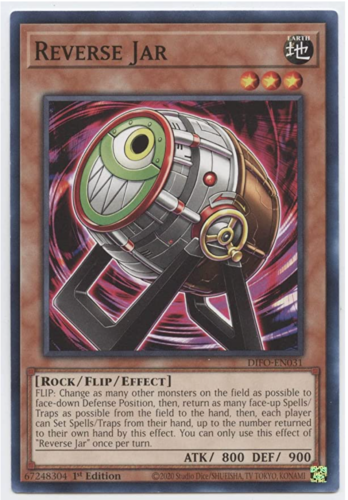 REVERSE JAR
EARTH
地
DIFO-EN031
[ROCK/FLIP/EFFECT]
FLIP: Change as many other monsters on the field as possible to
face-down Defense Position, then, return as many face-up Spells/
Traps as possible from the field to the hand, then, each player
can Set Spells/Traps from their hand, up to the number returned
to their own hand by this effect. You can only use this effect of
"Reverse Jar" once per turn.
ATK/ 800 DEF/ 900
67248304 1st Edition
©2020 Studio Dice/SHUEISHA, TV TOKYO, KONAMI